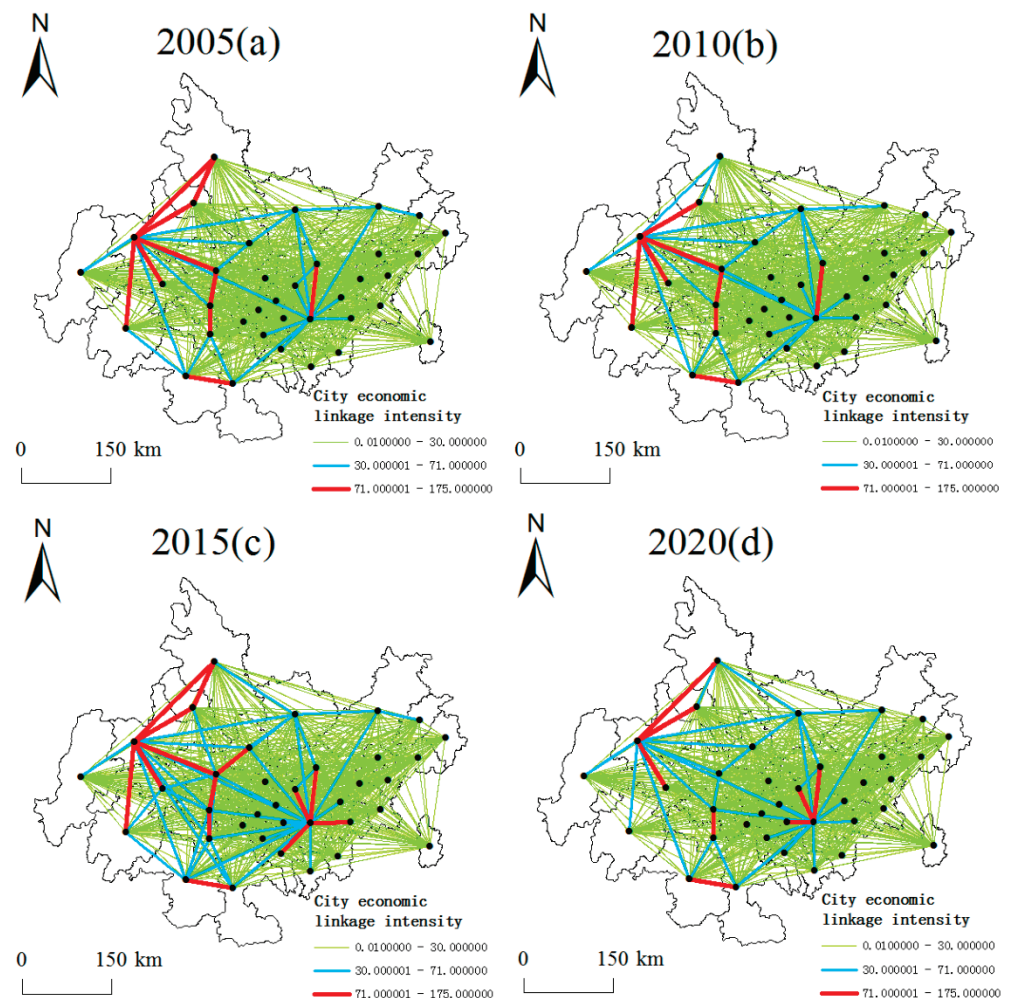 N
2005(a)
City economic
linkage intensity
0.0100000 - 30.000000
30.000001 - 71.000000
71.000001 - 175.000000
0 150 km
N
2010(b)
City economic
linkage intensity
0.0100000 - 30.000000
30.000001 - 71.000000
71.000001 - 175.000000
0 150 km
N
2015(c)
City economic
linkage intensity
0.0100000 - 30.000000
30.000001 - 71.000000
71.000001 - 175.000000
0 150 km
N
2020(d)
City economic
linkage intensity
0.0100000 - 30.000000
30.000001 - 71.000000
71.000001 - 175.000000
0 150 km